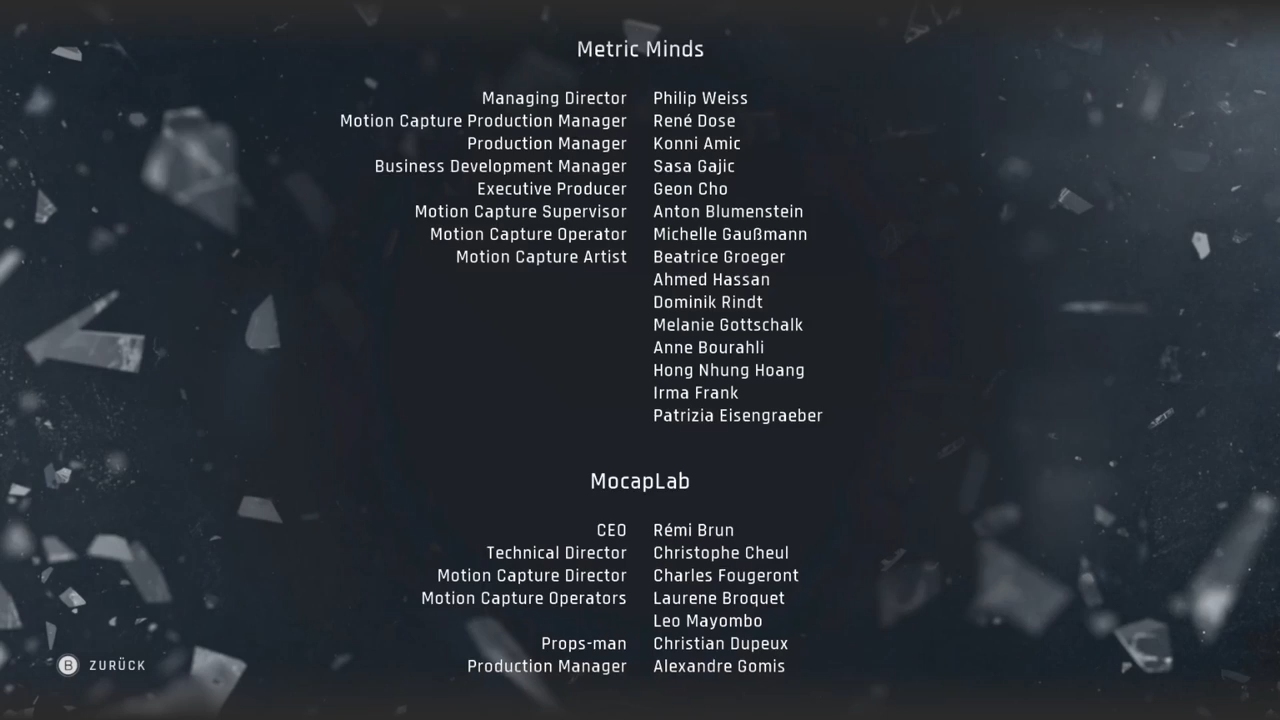 Metric Minds
Managing Director Philip Weiss
Motion Capture Production Manager René Dose
Production Manager Konni Amic
Business Development Manager Sasa Gajic
Executive Producer Geon Cho
Motion Capture Supervisor Anton Blumenstein
Motion Capture Operator Michelle Gaußmann
Motion Capture Artist Beatrice Groeger
Ahmed Hassan
Dominik Rindt
Melanie Gottschalk
Anne Bourahli
Hong Nhung Hoang
Irma Frank
Patrizia Eisengraeber
MocapLab
CEO Rémi Brun
Technical Director Christophe Cheul
Motion Capture Director Charles Fougeront
Motion Capture Operators Laurene Broquet
Leo Mayombo
Props-man Christian Dupeux
Production Manager Alexandre Gomis
B ZURÜCK